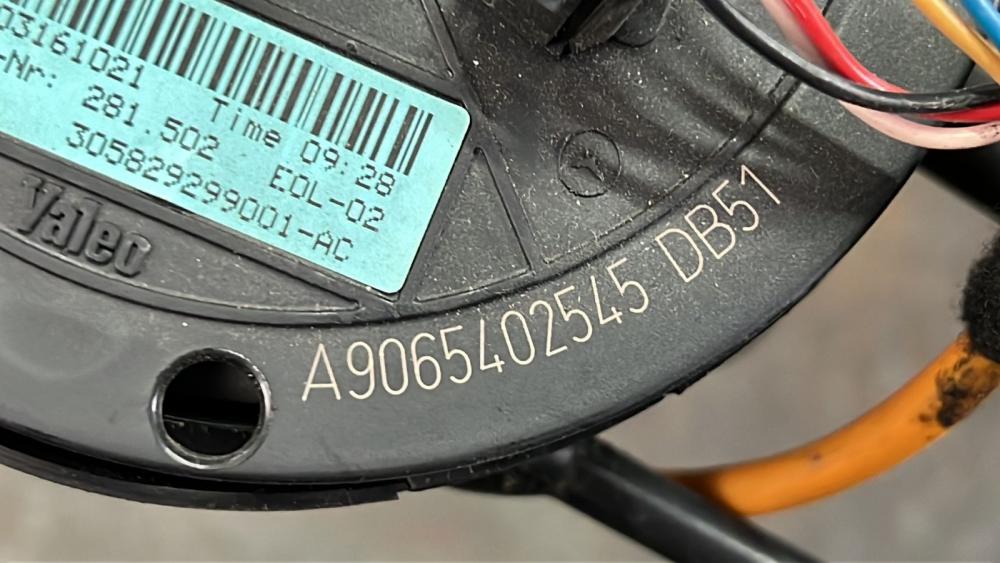 03161021 Time 09:28
-Nr: 281.502 EOL-02
305829299001-AC
Valeo
A9065402545 DB51